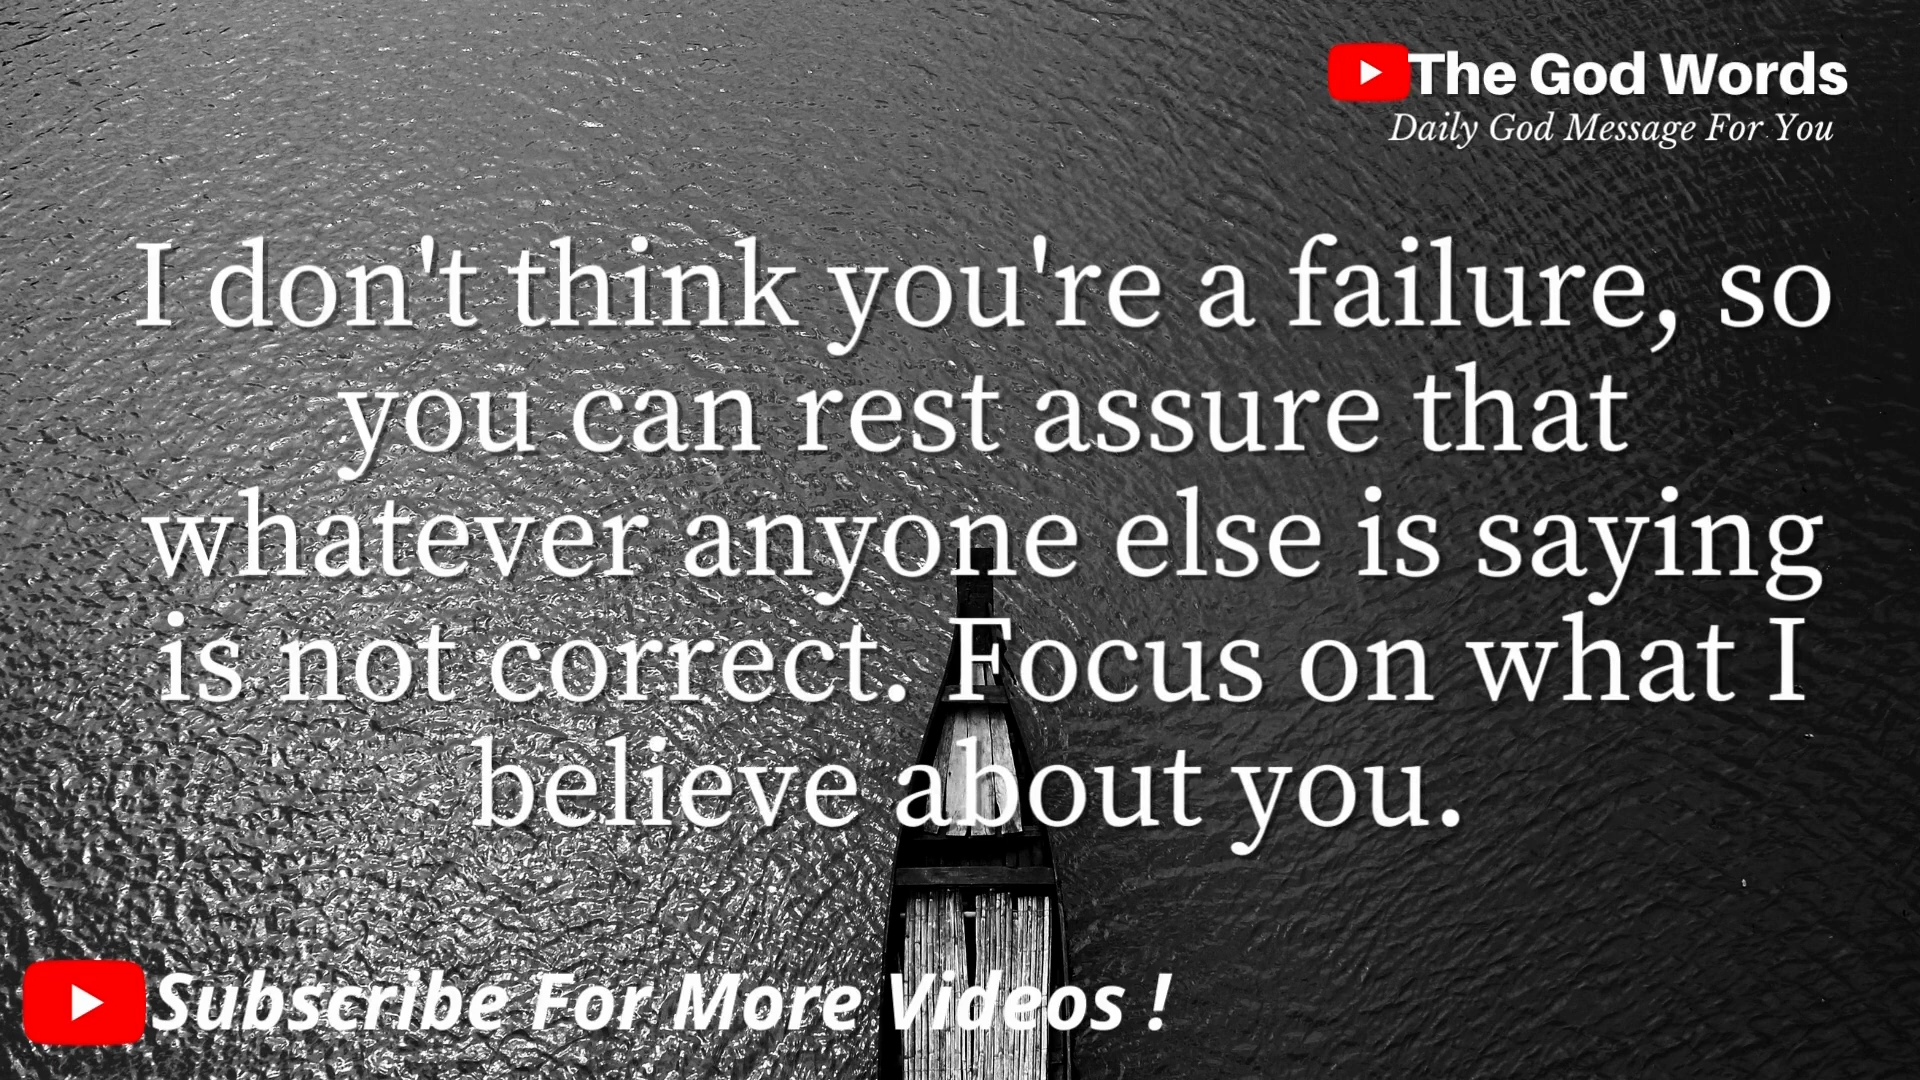 The God Words
Daily God Message For You
I don't think you're a failure, so
you can rest assure that
whatever anyone else is saying
is not correct. Focus on what I
believe about you.
Subscribe For More Videos !